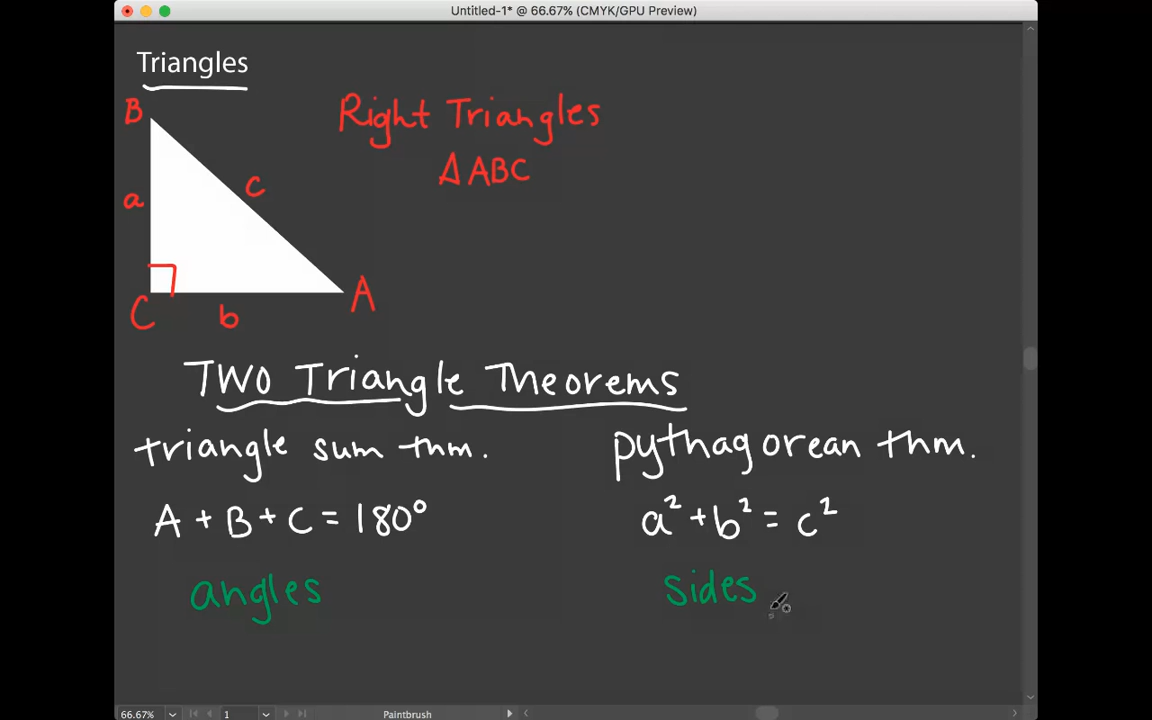 Untitled-1* @ 66.67% (CMYK/GPU Preview)
Triangles
B
Right Triangles
Δ ABC
a
c
C
b
A
Two Triangle Theorems
triangle sum thm.
pythagorean thm.
A + B + C = 180°
a² + b² = c²
angles
sides
66.67%
1
Paintbrush